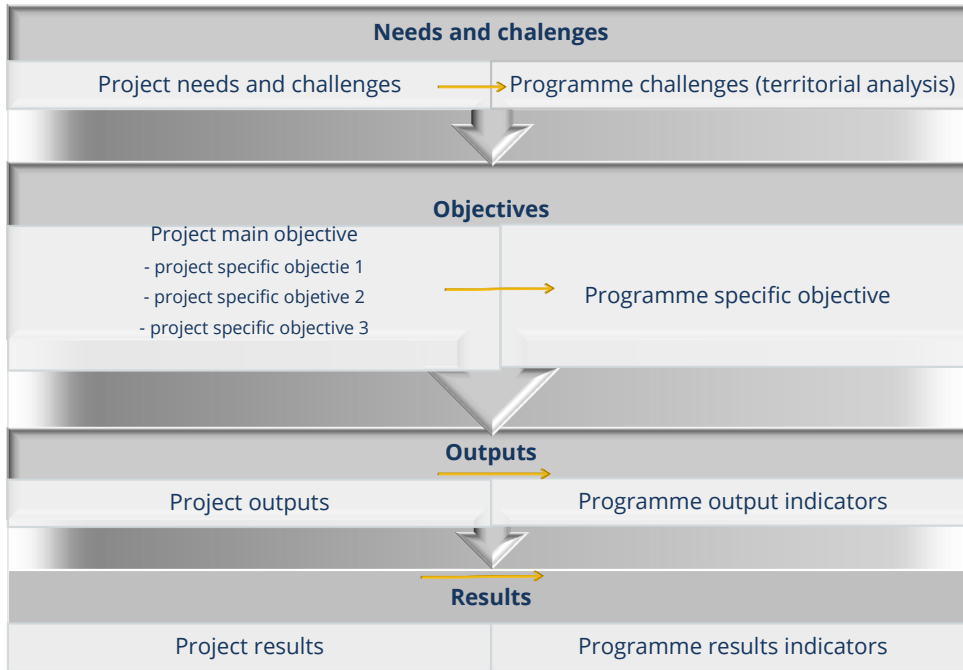 Needs and chalenges
Project needs and challenges
Programme challenges (territorial analysis)
Objectives
Project main objective
- project specific objectie 1
- project specific objetive 2
- project specific objective 3
Programme specific objective
Outputs
Project outputs
Programme output indicators
Results
Project results
Programme results indicators